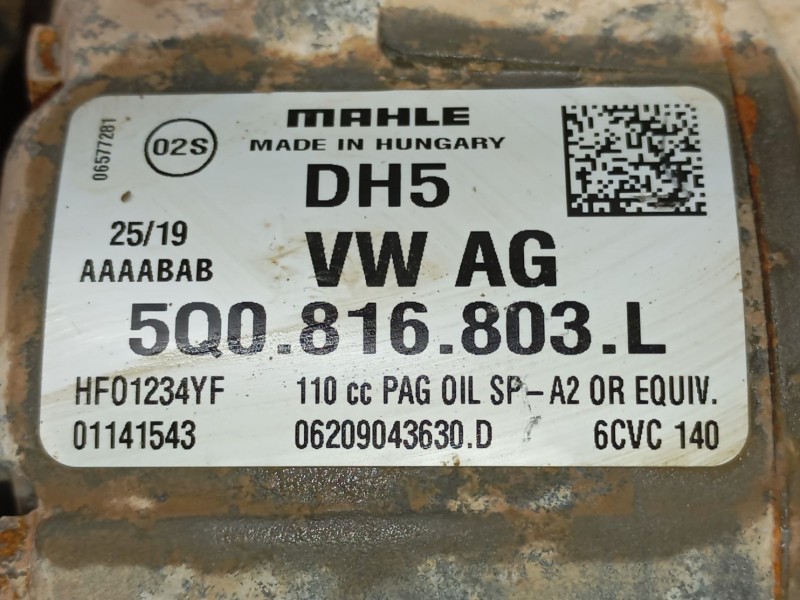 06577281
02S
MAHLE
MADE IN HUNGARY
DH5
25/19
AAAABAB
VW AG
5Q0.816.803.L
HFO1234YF 110 cc PAG OIL SP-A2 OR EQUIV.
01141543 06209043630.D 6CVC 140